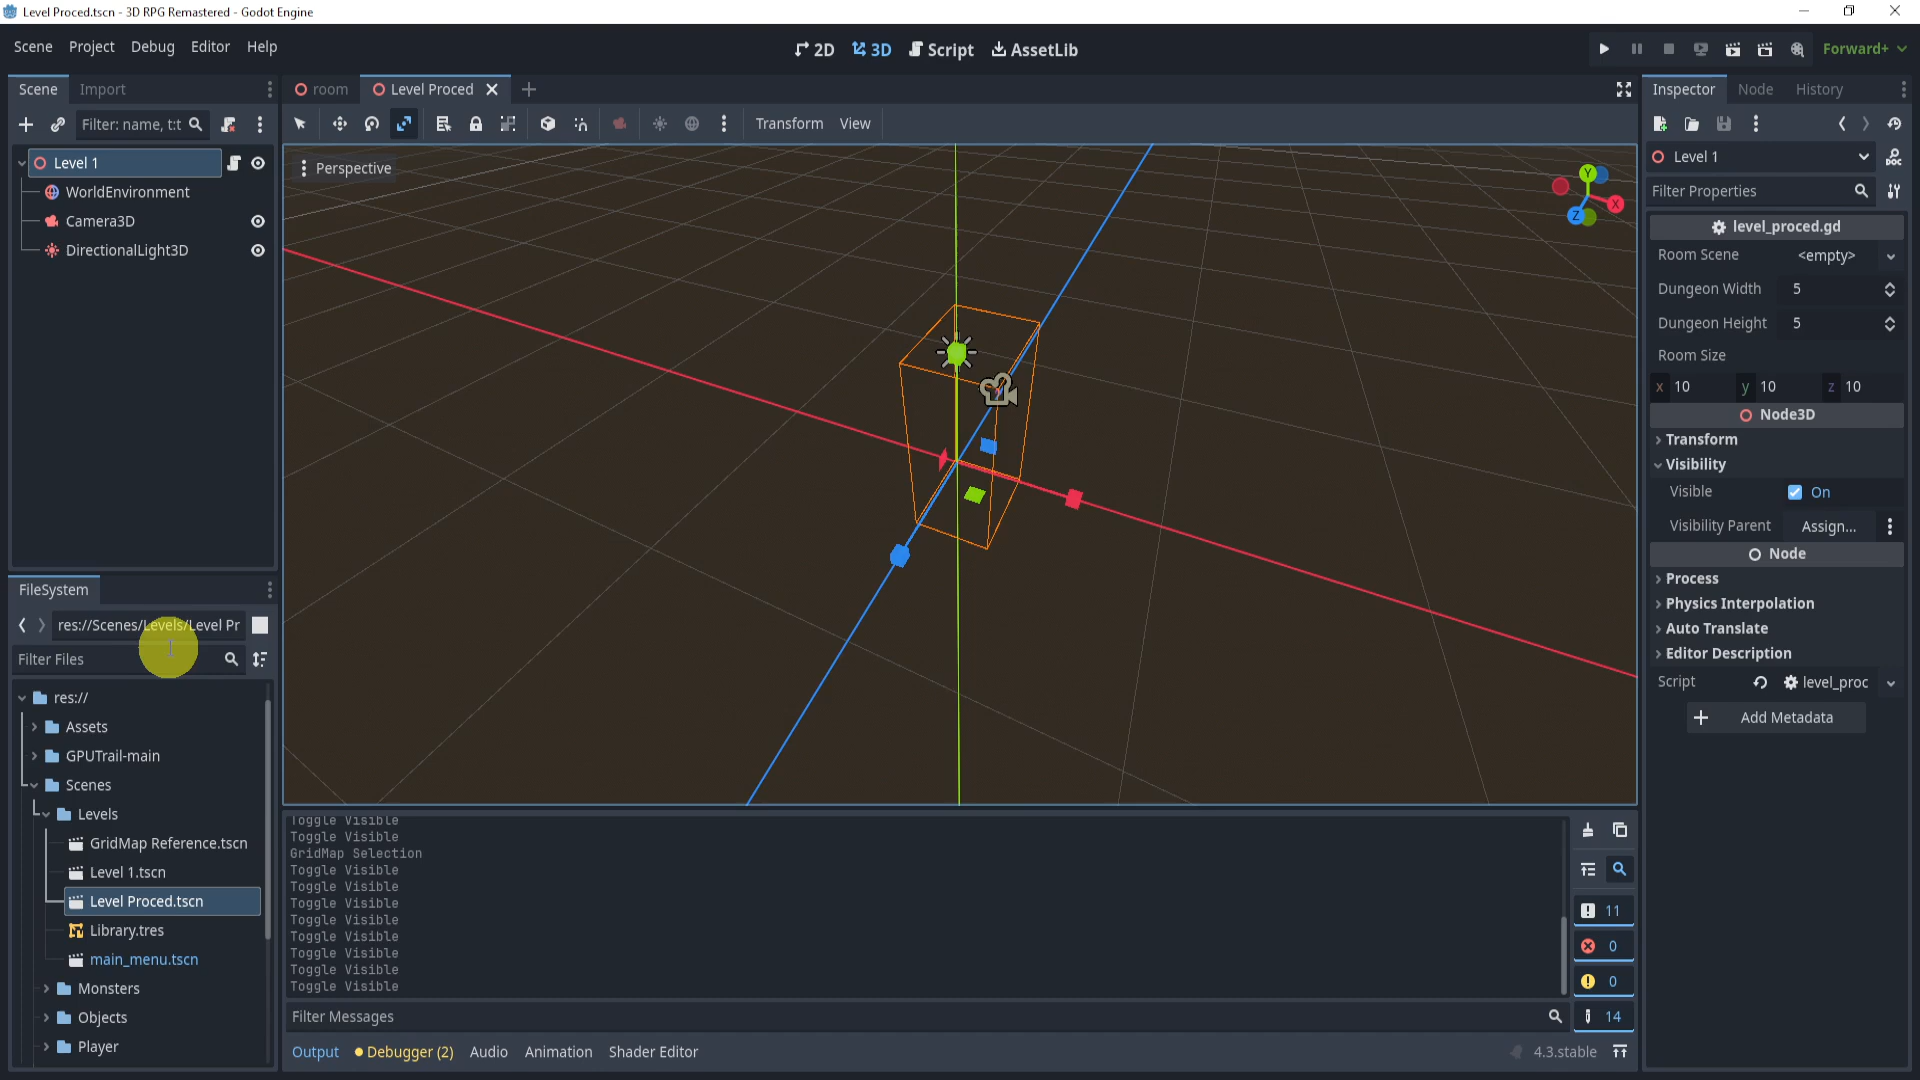 Level Proced.tscn - 3D RPG Remastered - Godot Engine
Scene Project Debug Editor Help
2D 3D Script AssetLib
Forward+
Scene Import
room Level Proced
Inspector Node History
Filter: name, t:t
Transform View
Level 1
WorldEnvironment
Camera3D
DirectionalLight3D
Perspective
Y
X
Z
Level 1
Filter Properties
level_proced.gd
Room Scene <empty>
Dungeon Width 5
Dungeon Height 5
Room Size
x 10 y 10 z 10
Node3D
Transform
Visibility
Visible On
Visibility Parent Assign...
Node
Process
Physics Interpolation
Auto Translate
Editor Description
Script level_proc
Add Metadata
FileSystem
res://Scenes/Levels/Level Pr
Filter Files
res://
Assets
GPUTrail-main
Scenes
Levels
GridMap Reference.tscn
Level 1.tscn
Level Proced.tscn
Library.tres
main_menu.tscn
Monsters
Objects
Player
Toggle Visible
Toggle Visible
GridMap Selection
Toggle Visible
Toggle Visible
Toggle Visible
Toggle Visible
Toggle Visible
Toggle Visible
Toggle Visible
Toggle Visible
11
0
0
14
Filter Messages
Output Debugger (2) Audio Animation Shader Editor
4.3.stable